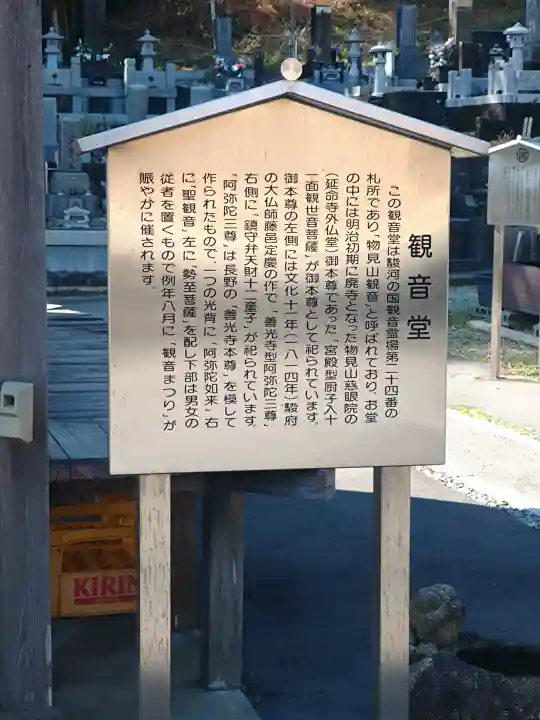 観音堂
この観音堂は駿河の国観音霊場第二十四番の
札所であり、「物見山観音」と呼ばれており、お堂
の中には明治初期に廃寺となった物見山慈眼院の
(延命寺外仏堂)御本尊であった「宮殿型厨子入十
一面観世音菩薩」が御本尊として祀られています。
御本尊の左側には文化十一年(一八一四年)駿府
の大仏師藤邑定慶の作で、「善光寺型阿弥陀三尊」
右側に「鎮守弁天財十二童子」が祀られています。
「阿弥陀三尊」は長野の「善光寺本尊」を模して
作られたもので、一つの光背に「阿弥陀如来」右
に「聖観音」左に「勢至菩薩」を配し下部は男女の
従者を置くもので例年八月に「観音まつり」が
賑やかに催されます。
KIRIN